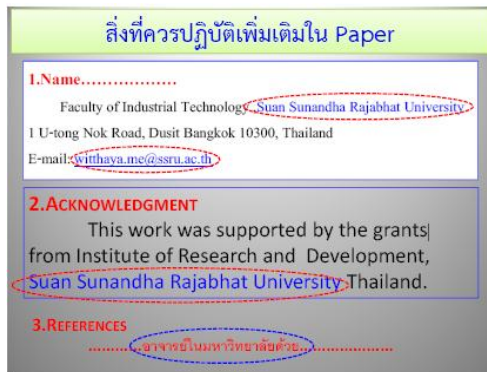 สิ่งที่ควรปฏิบัติเพิ่มเติมใน Paper
1.Name………………
Faculty of Industrial Technology, Suan Sunandha Rajabhat University
1 U-tong Nok Road, Dusit Bangkok 10300, Thailand
E-mail: witthaya.me@ssru.ac.th
2.ACKNOWLEDGMENT
This work was supported by the grants
from Institute of Research and Development,
Suan Sunandha Rajabhat University Thailand.
3.REFERENCES
…………อาจารย์ในมหาวิทยาลัยด้วย…………………